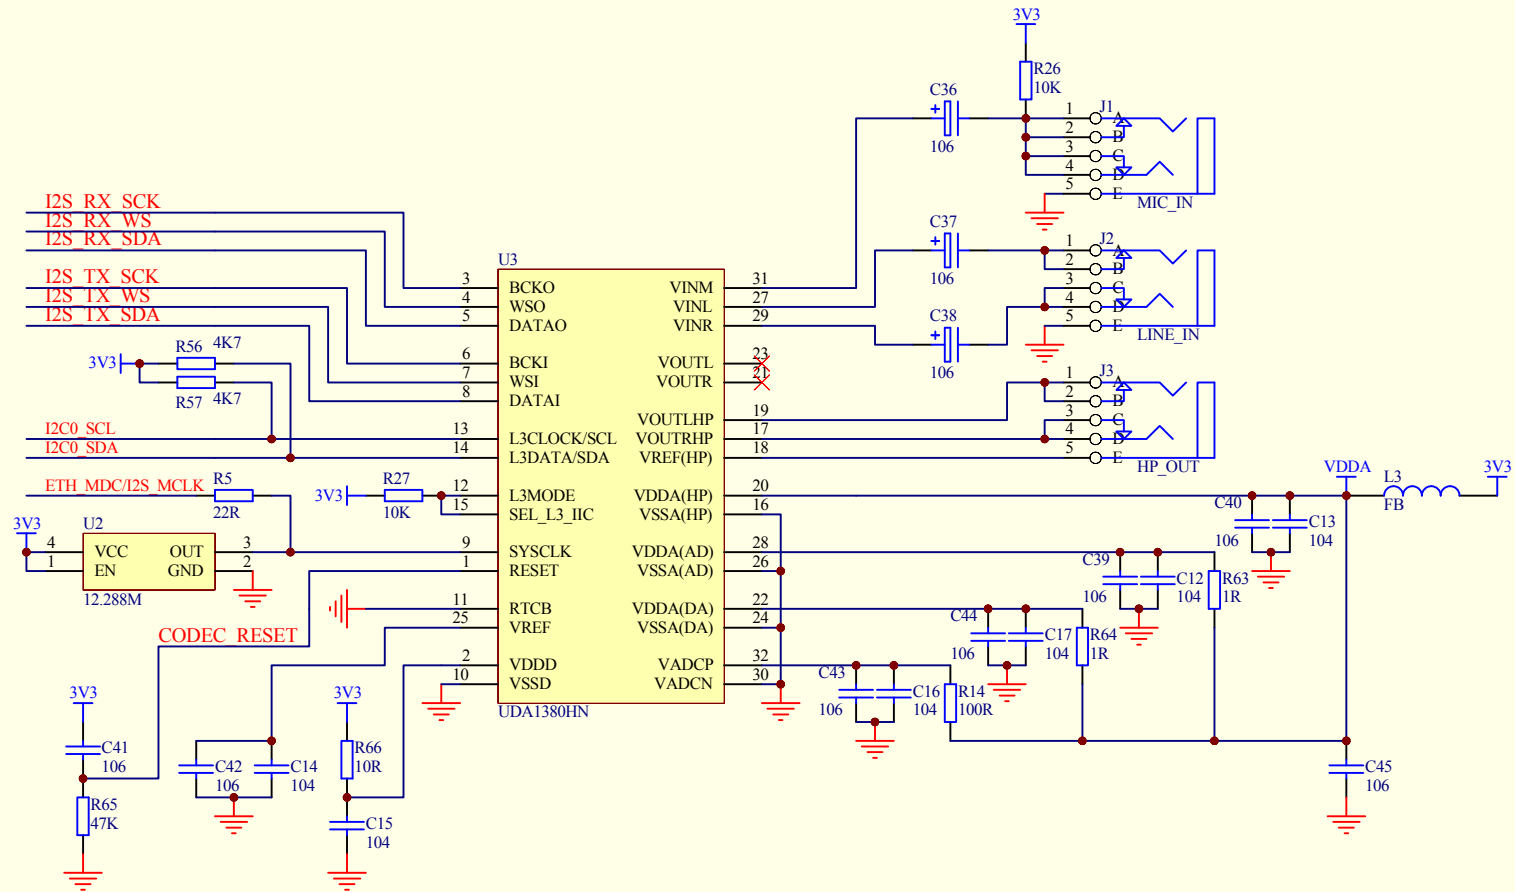 3V3
R26
10K
C36
106
1 J1 A
2 B
3 C
4 D
5 E
MIC_IN
I2S_RX_SCK
I2S_RX_WS
I2S_RX_SDA
I2S_TX_SCK
I2S_TX_WS
I2S_TX_SDA
C37
106
1 J2 A
2 B
3 C
4 D
5 E
LINE_IN
C38
106
3V3
R56 4K7
R57 4K7
I2C0_SCL
I2C0_SDA
ETH_MDC/I2S_MCLK
R5
22R
3V3
R27
10K
3V3
U2
4 VCC OUT 3
1 EN GND 2
12.288M
CODEC_RESET
U3
3 BCKO VINM 31
4 WSO VINL 27
5 DATAO VINR 29
6 BCKI VOUTL 23
7 WSI VOUTR 21
8 DATAI
VOUTLHP 19
13 L3CLOCK/SCL VOUTRHP 17
14 L3DATA/SDA VREF(HP) 18
12 L3MODE VDDA(HP) 20
15 SEL_L3_IIC VSSA(HP) 16
9 SYSCLK VDDA(AD) 28
1 RESET VSSA(AD) 26
11 RTCB VDDA(DA) 22
25 VREF VSSA(DA) 24
2 VDDD VADCP 32
10 VSSD VADCN 30
UDA1380HN
1 J3 A
2 B
3 C
4 D
5 E
HP_OUT
VDDA
L3
FB
3V3
C40
106
C13
104
C39
106
C12
104
R63
1R
C44
106
C17
104
R64
1R
C43
106
C16
104
R14
100R
C45
106
3V3
C41
106
R65
47K
C42
106
C14
104
3V3
R66
10R
C15
104